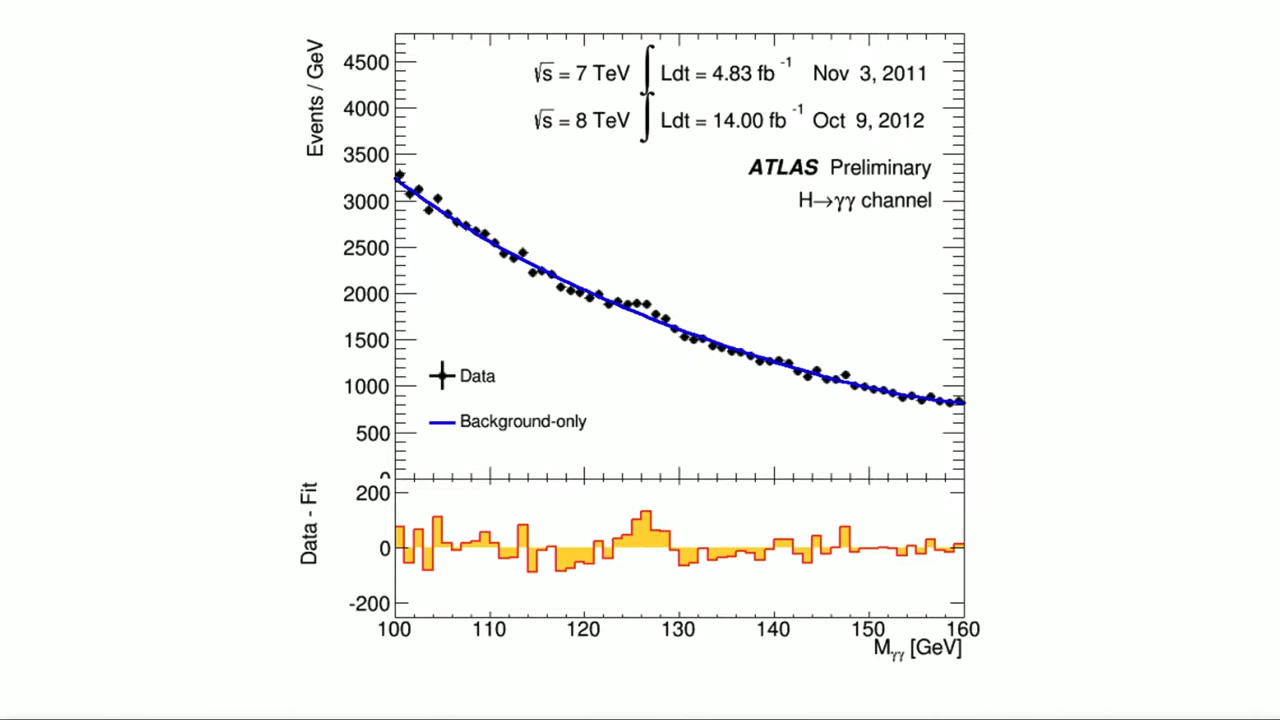 Events / GeV
4500
4000
3500
3000
2500
2000
1500
1000
500
0
√s = 7 TeV ∫ Ldt = 4.83 fb⁻¹ Nov 3, 2011
√s = 8 TeV ∫ Ldt = 14.00 fb⁻¹ Oct 9, 2012
ATLAS Preliminary
H→γγ channel
Data
Background-only
Data - Fit
200
0
-200
100 110 120 130 140 150 160
Mγγ [GeV]